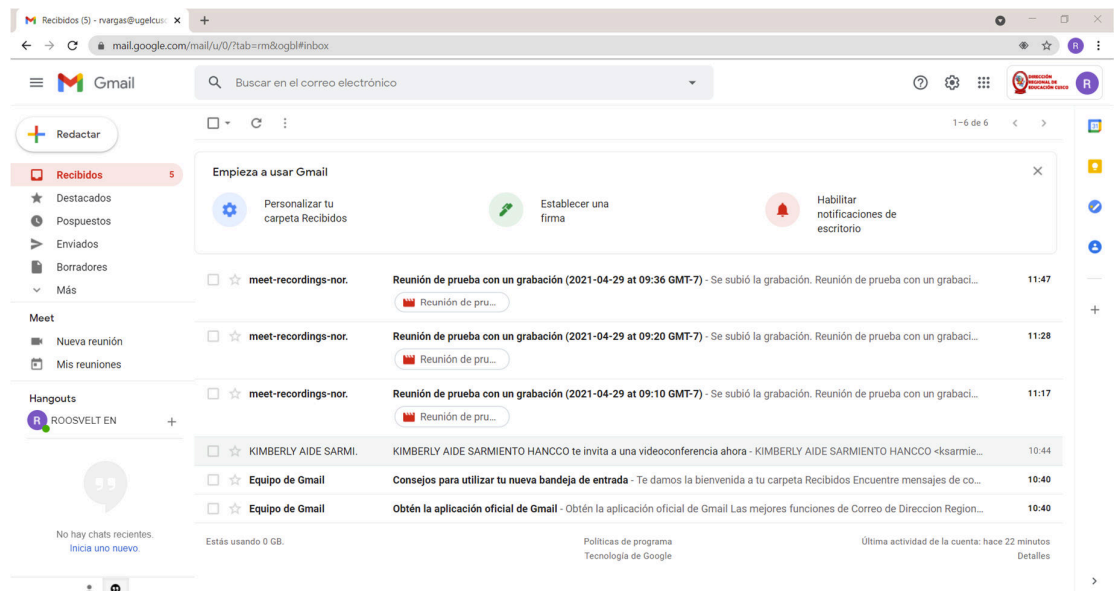 Recibidos (5) - rvargas@ugelcusc
mail.google.com/mail/u/0/?tab=rm&ogbl#inbox
R
Gmail
Buscar en el correo electrónico
DIRECCIÓN
REGIONAL DE
EDUCACIÓN CUSCO
R
Redactar
1–6 de 6
Recibidos 5
Destacados
Pospuestos
Enviados
Borradores
Más
Meet
Nueva reunión
Mis reuniones
Hangouts
R ROOSVELT EN
No hay chats recientes.
Inicia uno nuevo.
Empieza a usar Gmail
Personalizar tu
carpeta Recibidos
Establecer una
firma
Habilitar
notificaciones de
escritorio
meet-recordings-nor. Reunión de prueba con un grabación (2021-04-29 at 09:36 GMT-7) - Se subió la grabación. Reunión de prueba con un grabaci... 11:47
Reunión de pru...
meet-recordings-nor. Reunión de prueba con un grabación (2021-04-29 at 09:20 GMT-7) - Se subió la grabación. Reunión de prueba con un grabaci... 11:28
Reunión de pru...
meet-recordings-nor. Reunión de prueba con un grabación (2021-04-29 at 09:10 GMT-7) - Se subió la grabación. Reunión de prueba con un grabaci... 11:17
Reunión de pru...
KIMBERLY AIDE SARMI. KIMBERLY AIDE SARMIENTO HANCCO te invita a una videoconferencia ahora - KIMBERLY AIDE SARMIENTO HANCCO <ksarmie... 10:44
Equipo de Gmail Consejos para utilizar tu nueva bandeja de entrada - Te damos la bienvenida a tu carpeta Recibidos Encuentre mensajes de co... 10:40
Equipo de Gmail Obtén la aplicación oficial de Gmail - Obtén la aplicación oficial de Gmail Las mejores funciones de Correo de Direccion Region... 10:40
Estás usando 0 GB.
Políticas de programa
Tecnología de Google
Última actividad de la cuenta: hace 22 minutos
Detalles
31